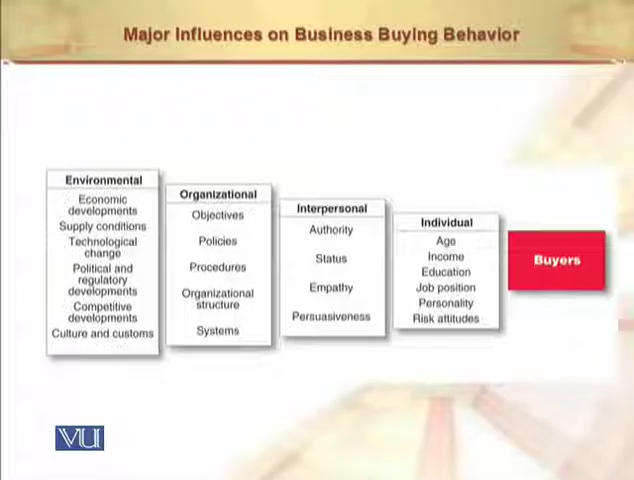 Major Influences on Business Buying Behavior
Environmental
Economic
developments
Supply conditions
Technological
change
Political and
regulatory
developments
Competitive
developments
Culture and customs
Organizational
Objectives
Policies
Procedures
Organizational
structure
Systems
Interpersonal
Authority
Status
Empathy
Persuasiveness
Individual
Age
Income
Education
Job position
Personality
Risk attitudes
Buyers
VU